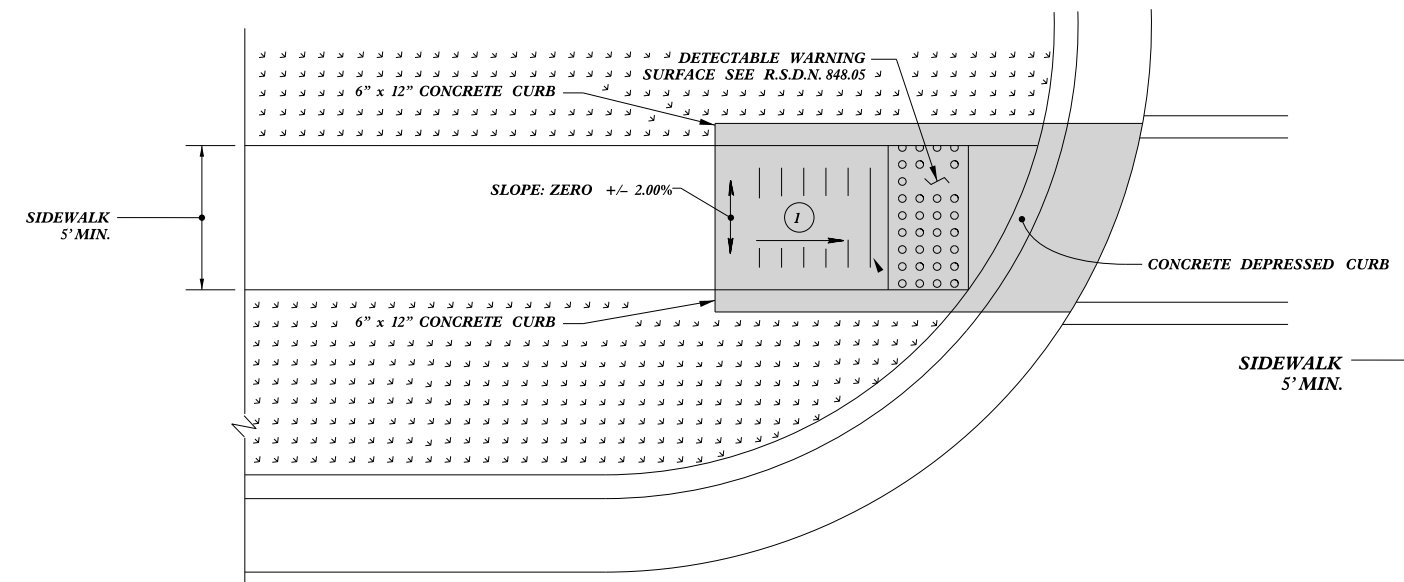 DETECTABLE WARNING
SURFACE SEE R.S.D.N. 848.05
6" x 12" CONCRETE CURB
SLOPE: ZERO +/- 2.00%
1
SIDEWALK
5' MIN.
CONCRETE DEPRESSED CURB
6" x 12" CONCRETE CURB
SIDEWALK
5' MIN.